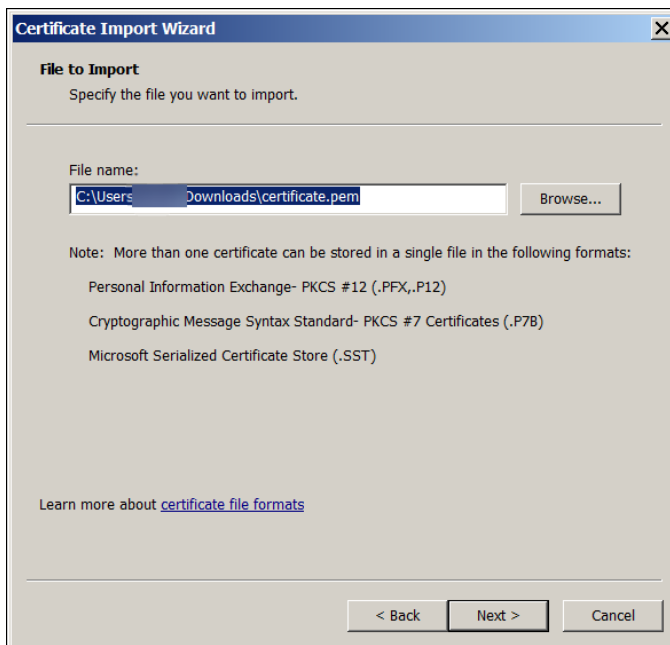 Certificate Import Wizard
File to Import
Specify the file you want to import.
File name:
C:\Users Downloads\certificate.pem
Browse...
Note: More than one certificate can be stored in a single file in the following formats:
Personal Information Exchange- PKCS #12 (.PFX,.P12)
Cryptographic Message Syntax Standard- PKCS #7 Certificates (.P7B)
Microsoft Serialized Certificate Store (.SST)
Learn more about certificate file formats
< Back Next > Cancel